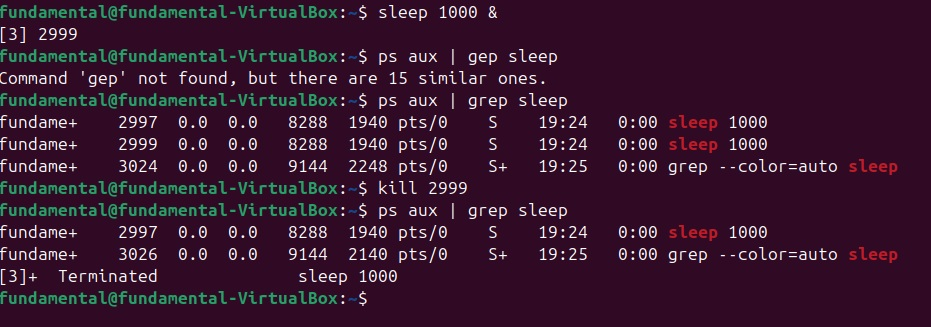 fundamental@fundamental-VirtualBox:~$ sleep 1000 &
[3] 2999
fundamental@fundamental-VirtualBox:~$ ps aux | gep sleep
Command 'gep' not found, but there are 15 similar ones.
fundamental@fundamental-VirtualBox:~$ ps aux | grep sleep
fundame+    2997  0.0  0.0   8288  1940 pts/0    S    19:24   0:00 sleep 1000
fundame+    2999  0.0  0.0   8288  1940 pts/0    S    19:24   0:00 sleep 1000
fundame+    3024  0.0  0.0   9144  2248 pts/0    S+   19:25   0:00 grep --color=auto sleep
fundamental@fundamental-VirtualBox:~$ kill 2999
fundamental@fundamental-VirtualBox:~$ ps aux | grep sleep
fundame+    2997  0.0  0.0   8288  1940 pts/0    S    19:24   0:00 sleep 1000
fundame+    3026  0.0  0.0   9144  2140 pts/0    S+   19:25   0:00 grep --color=auto sleep
[3]+  Terminated              sleep 1000
fundamental@fundamental-VirtualBox:~$